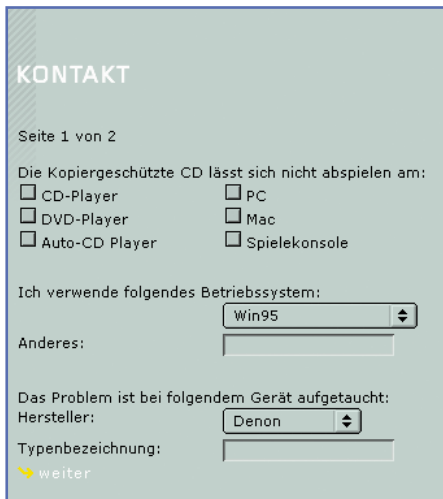 KONTAKT
Seite 1 von 2
Die Kopiergeschützte CD lässt sich nicht abspielen am:
CD-Player PC
DVD-Player Mac
Auto-CD Player Spielekonsole
Ich verwende folgendes Betriebssystem:
Win95
Anderes:
Das Problem ist bei folgendem Gerät aufgetaucht:
Hersteller: Denon
Typenbezeichnung:
weiter